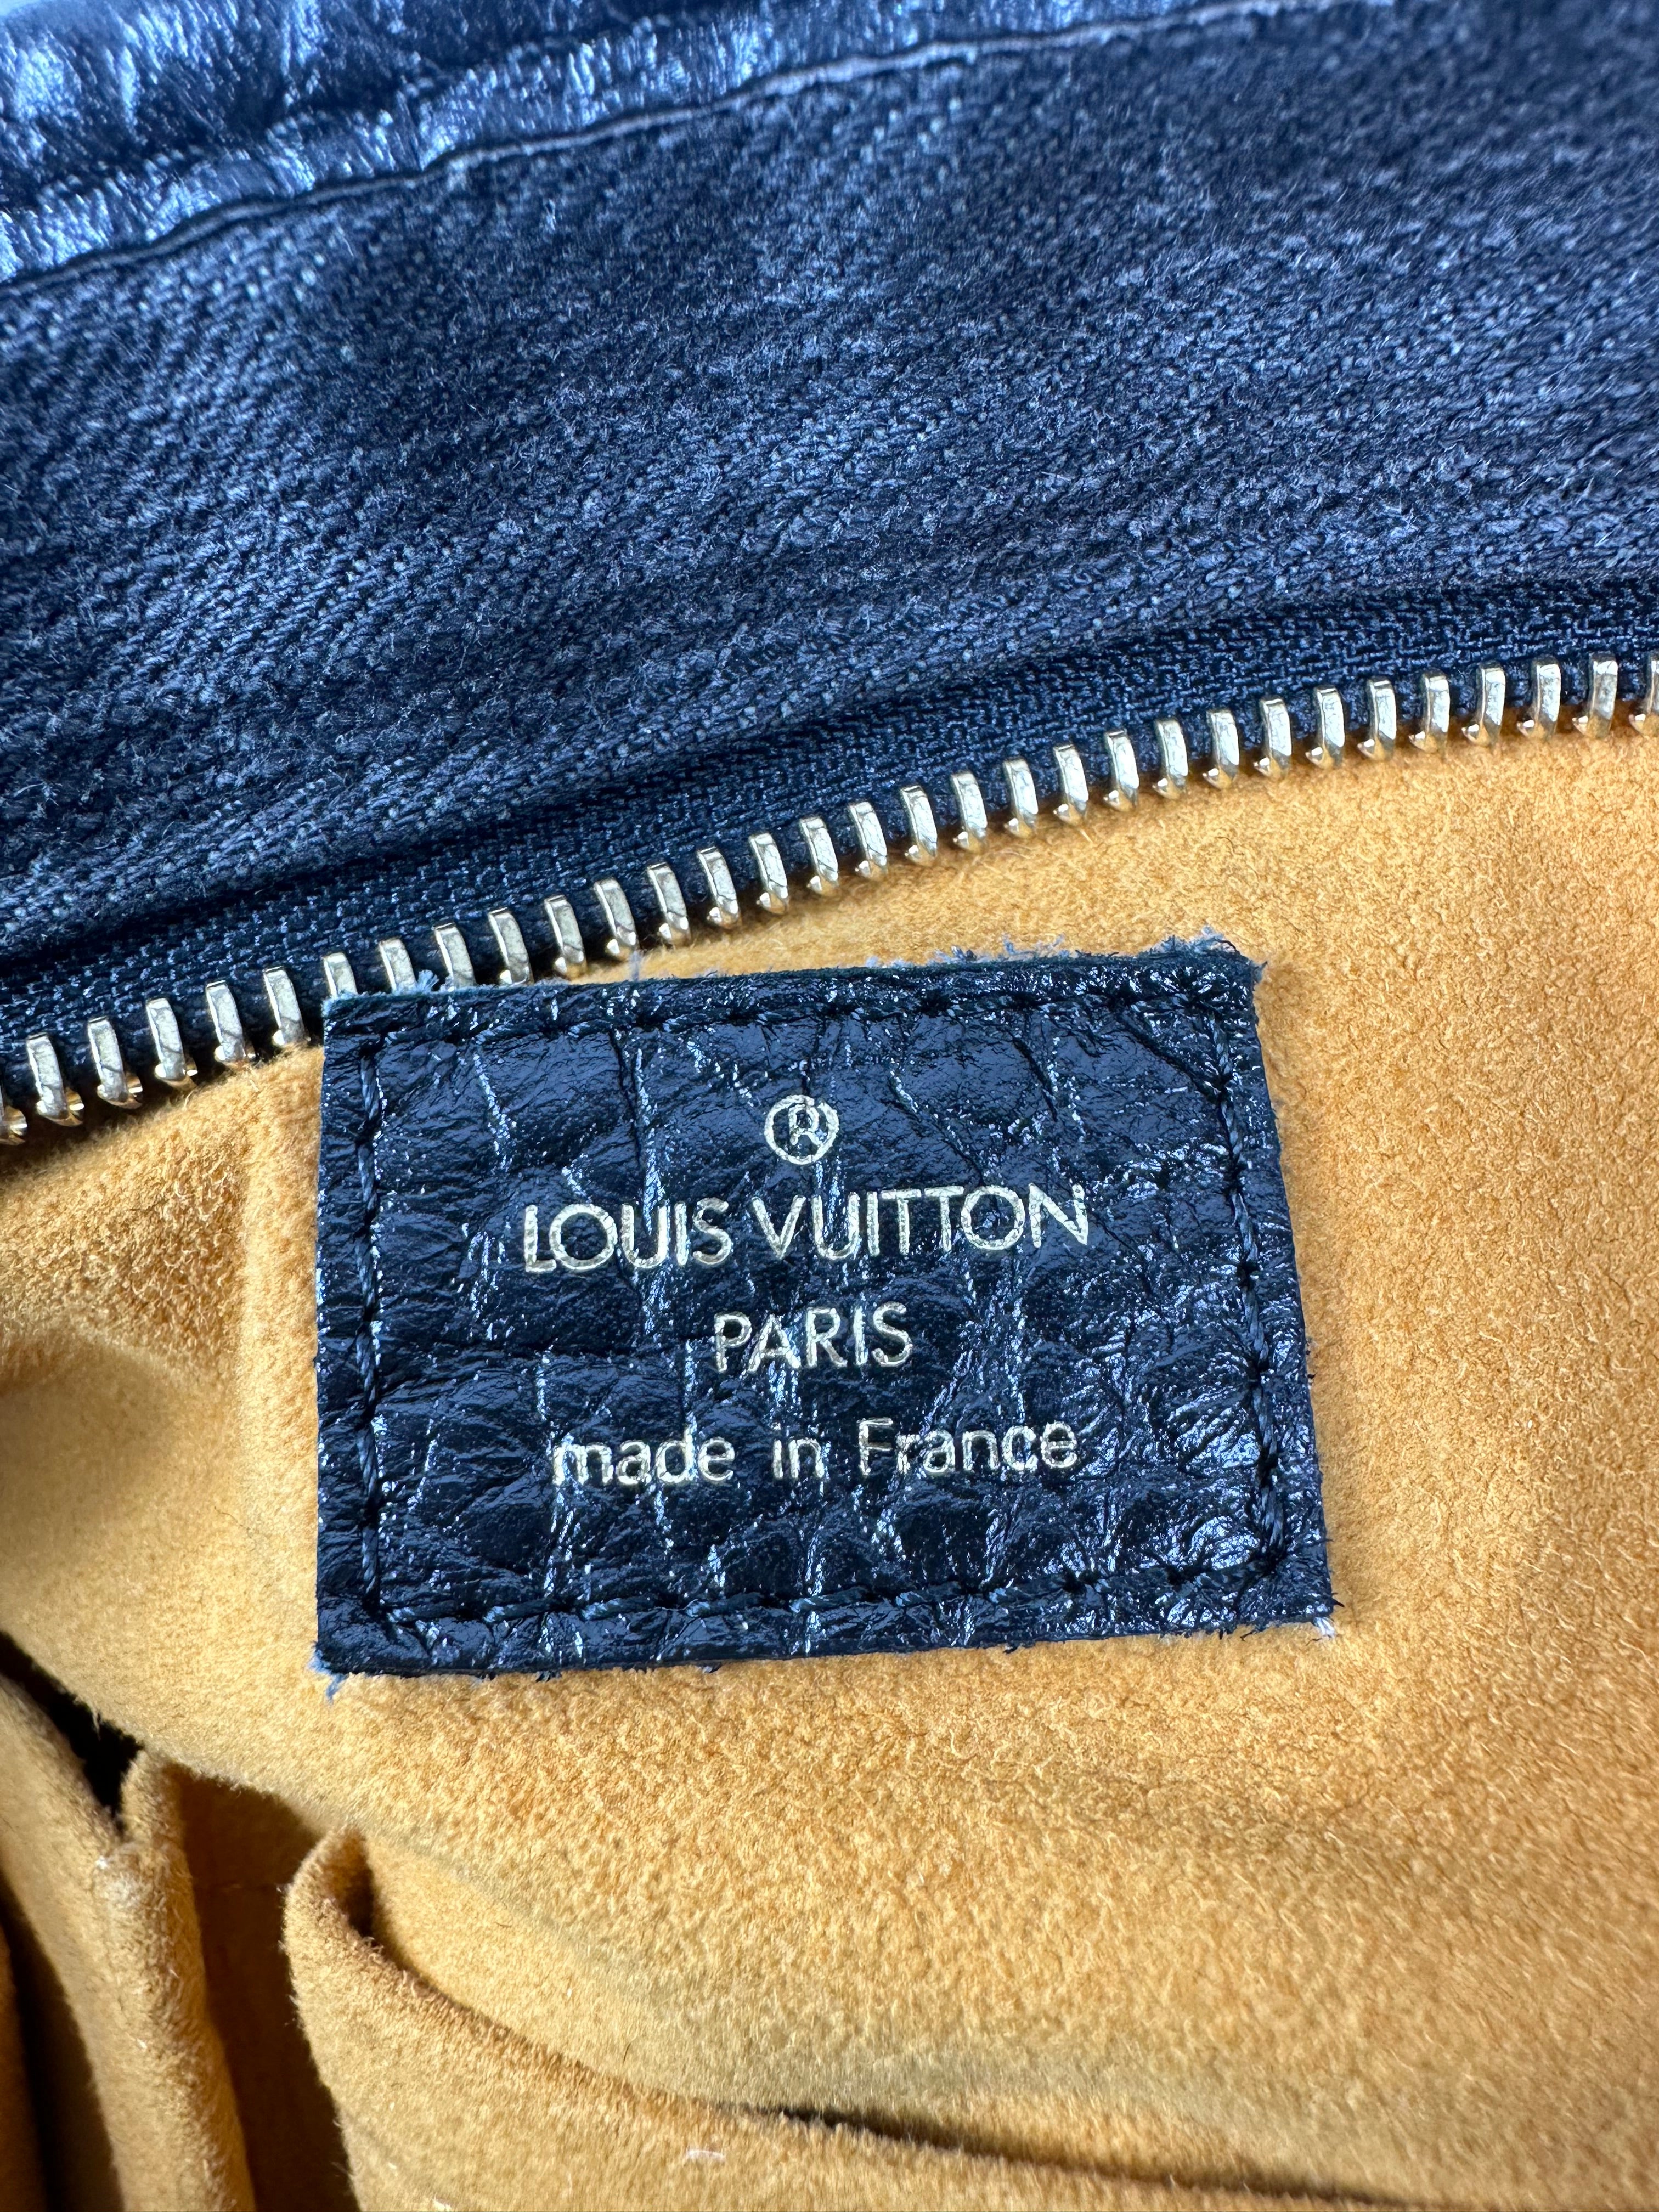 ®
LOUIS VUITTON
PARIS
made in France